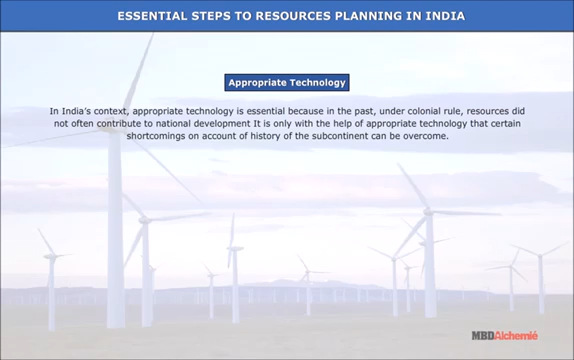 ESSENTIAL STEPS TO RESOURCES PLANNING IN INDIA
Appropriate Technology
In India's context, appropriate technology is essential because in the past, under colonial rule, resources did
not often contribute to national development It is only with the help of appropriate technology that certain
shortcomings on account of history of the subcontinent can be overcome.
MBDAlchemié